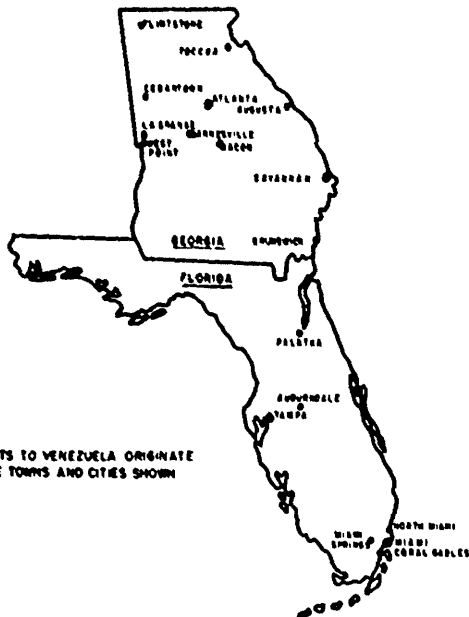 FLINTSTONE
TOCCOA
CEDARTOWN
ATLANTA
AUGUSTA
LAGRANGE
BARNESVILLE
WEST
POINT
MACON
SAVANNAH
GEORGIA
BRUNSWICK
FLORIDA
PALATKA
AUBURNDALE
TAMPA
TS TO VENEZUELA ORIGINATE
E TOWNS AND CITIES SHOWN
NORTH MIAMI
MIAMI
SPRINGS
MIAMI
CORAL GABLES